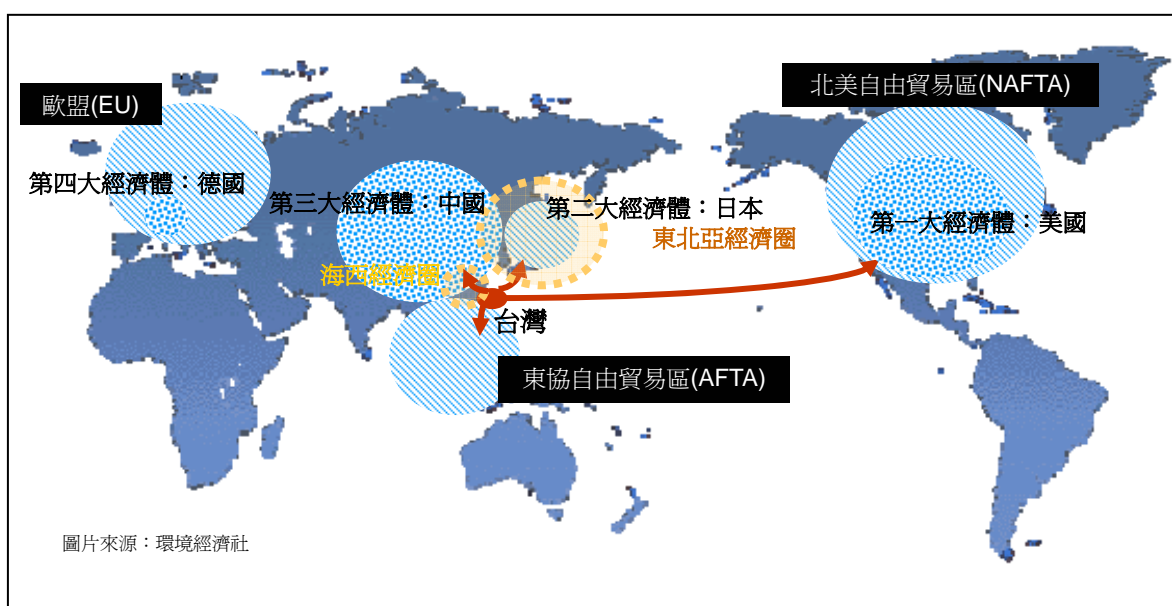 北美自由貿易區(NAFTA)
歐盟(EU)
第四大經濟體：德國
第三大經濟體：中國
第二大經濟體：日本
第一大經濟體：美國
東北亞經濟圈
海西經濟圈
台灣
東協自由貿易區(AFTA)
圖片來源：環境經濟社